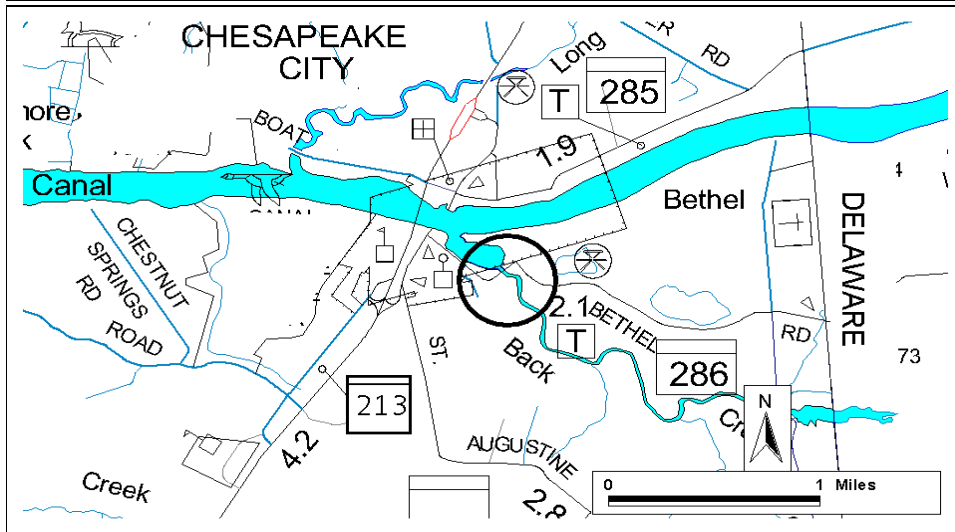 CHESAPEAKE
CITY
Long
RD
285
T
BOAT
1.9
Canal
Bethel
DELAWARE
CHESTNUT
SPRINGS
RD
ROAD
2.1
BETHEL
RD
T
ST.
Back
286
73
213
N
4.2
AUGUSTINE
Creek
2.8
0 1 Miles